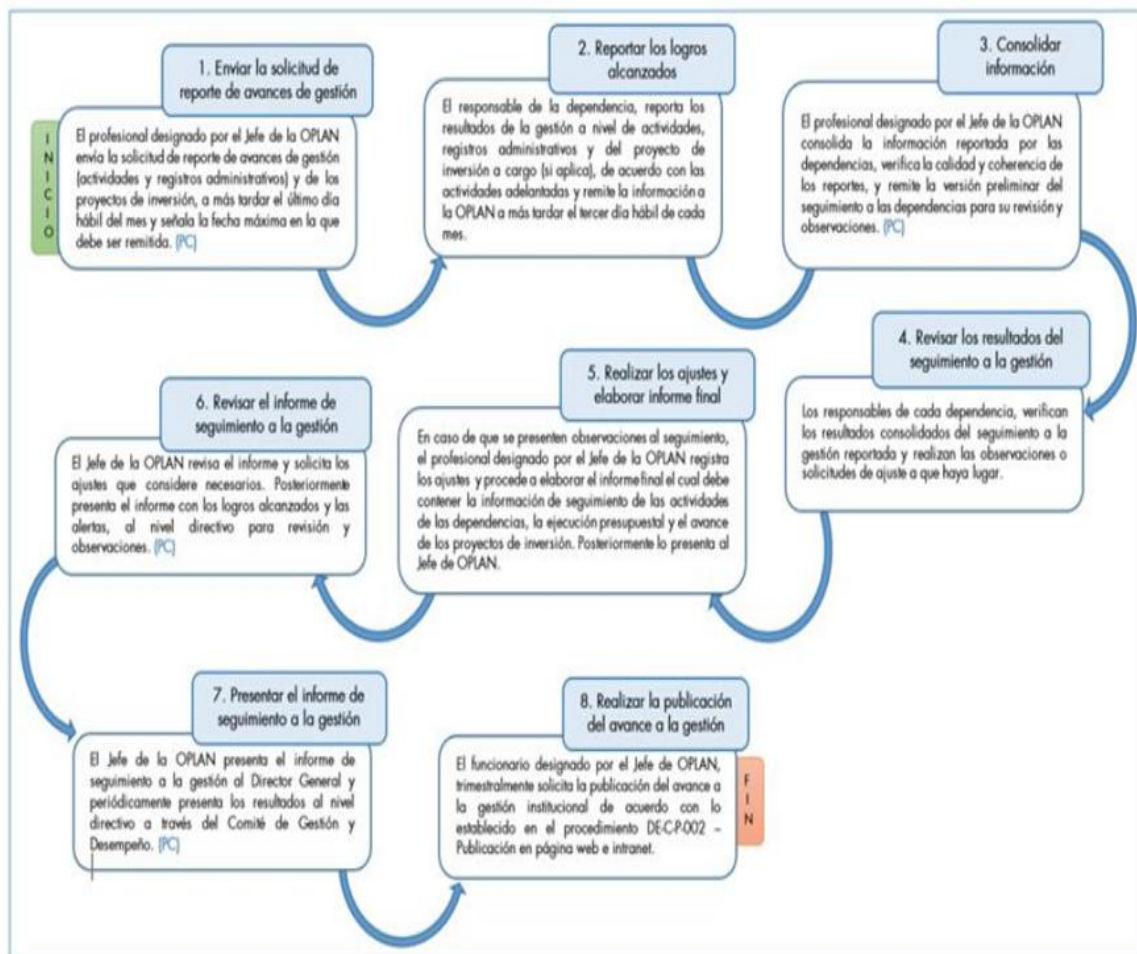 1. Enviar la solicitud de
reporte de avances de gestión
INICIO
El profesional designado por el Jefe de la OPLAN
envía la solicitud de reporte de avances de gestión
(actividades y registros administrativos) y de los
proyectos de inversión, a más tardar el último día
hábil del mes y señala la fecha máxima en la que
debe ser remitida. (PC)
2. Reportar los logros
alcanzados
El responsable de la dependencia, reporta los
resultados de la gestión a nivel de actividades,
registros administrativos y del proyecto de
inversión a cargo (si aplica), de acuerdo con las
actividades adelantadas y remite la información a
la OPLAN a más tardar el tercer día hábil de cada
mes.
3. Consolidar
información
El profesional designado por el Jefe de la OPLAN
consolida la información reportada por las
dependencias, verifica la calidad y coherencia de
los reportes, y remite la versión preliminar del
seguimiento a las dependencias para su revisión y
observaciones. (PC)
4. Revisar los resultados del
seguimiento a la gestión
Los responsables de cada dependencia, verifican
los resultados consolidados del seguimiento a la
gestión reportada y realizan las observaciones o
solicitudes de ajuste a que haya lugar.
5. Realizar los ajustes y
elaborar informe final
En caso de que se presenten observaciones al seguimiento,
el profesional designado por el Jefe de la OPLAN registra
los ajustes y procede a elaborar el informe final el cual debe
contener la información de seguimiento de las actividades
de las dependencias, la ejecución presupuestal y el avance
de los proyectos de inversión. Posteriormente lo presenta al
Jefe de OPLAN.
6. Revisar el informe de
seguimiento a la gestión
El Jefe de la OPLAN revisa el informe y solicita los
ajustes que considere necesarios. Posteriormente
presenta el informe con los logros alcanzados y las
alertas, al nivel directivo para revisión y
observaciones. (PC)
7. Presentar el informe de
seguimiento a la gestión
El Jefe de la OPLAN presenta el informe de
seguimiento a la gestión al Director General y
periódicamente presenta los resultados al nivel
directivo a través del Comité de Gestión y
Desempeño. (PC)
8. Realizar la publicación
del avance a la gestión
El funcionario designado por el Jefe de OPLAN,
trimestralmente solicita la publicación del avance a
la gestión institucional de acuerdo con lo
establecido en el procedimiento DE-C-P-002 –
Publicación en página web e intranet.
FIN